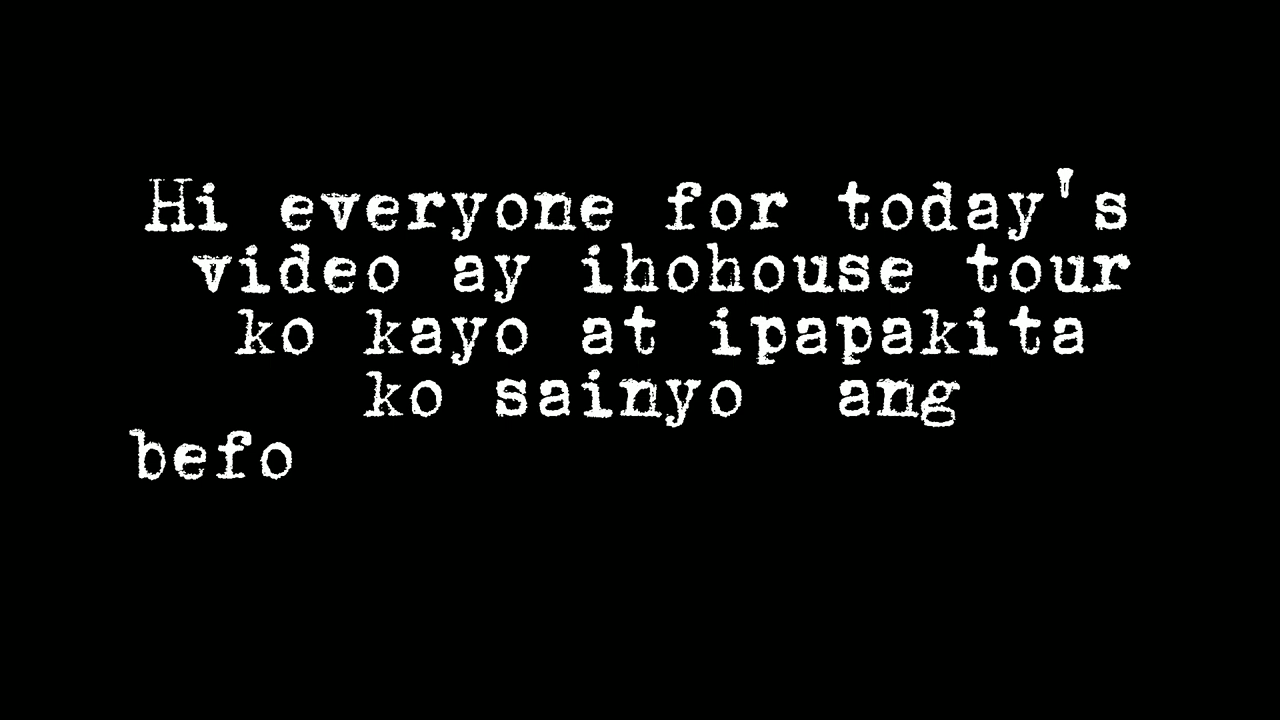 Hi everyone for today's
video ay ihohouse tour
ko kayo at ipapakita
ko sainyo ang
befo